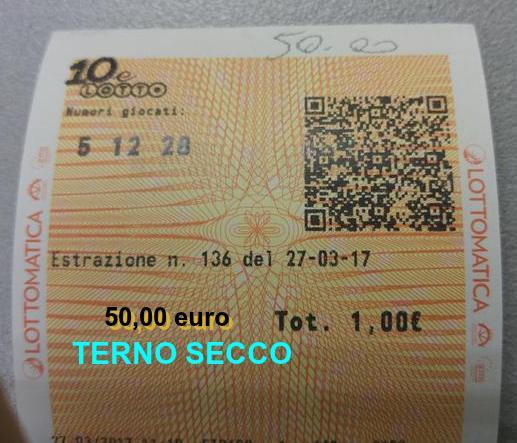 50.00
10e
LOTTO
Numeri giocati:
5 12 28
LOTTOMATICA
LOTTOMATICA
Estrazione n. 136 del 27-03-17
50,00 euro
Tot. 1,00€
TERNO SECCO